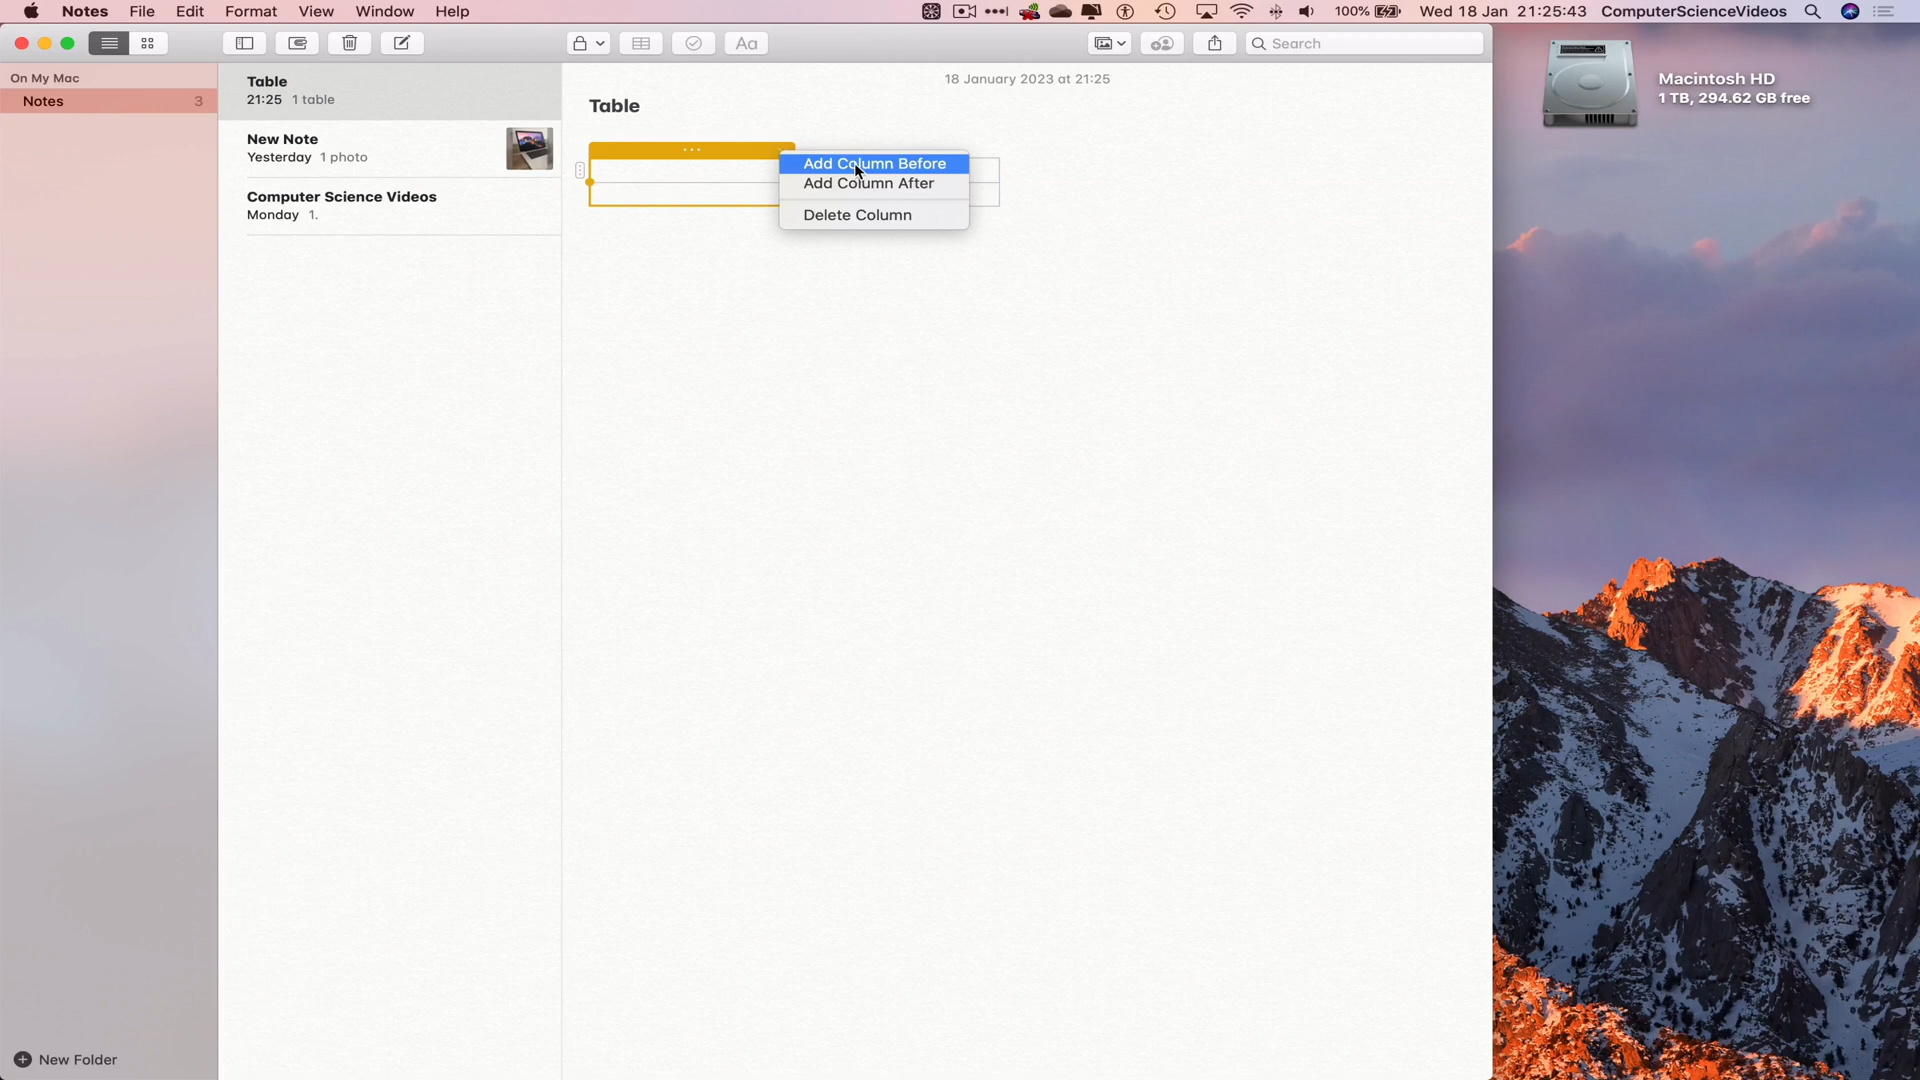 Notes File Edit Format View Window Help
100% Wed 18 Jan 21:25:43 ComputerScienceVideos
Aa
Search
On My Mac
Notes 3
New Folder
Table
21:25 1 table
New Note
Yesterday 1 photo
Computer Science Videos
Monday 1.
18 January 2023 at 21:25
Table
Add Column Before
Add Column After
Delete Column
Macintosh HD
1 TB, 294.62 GB free